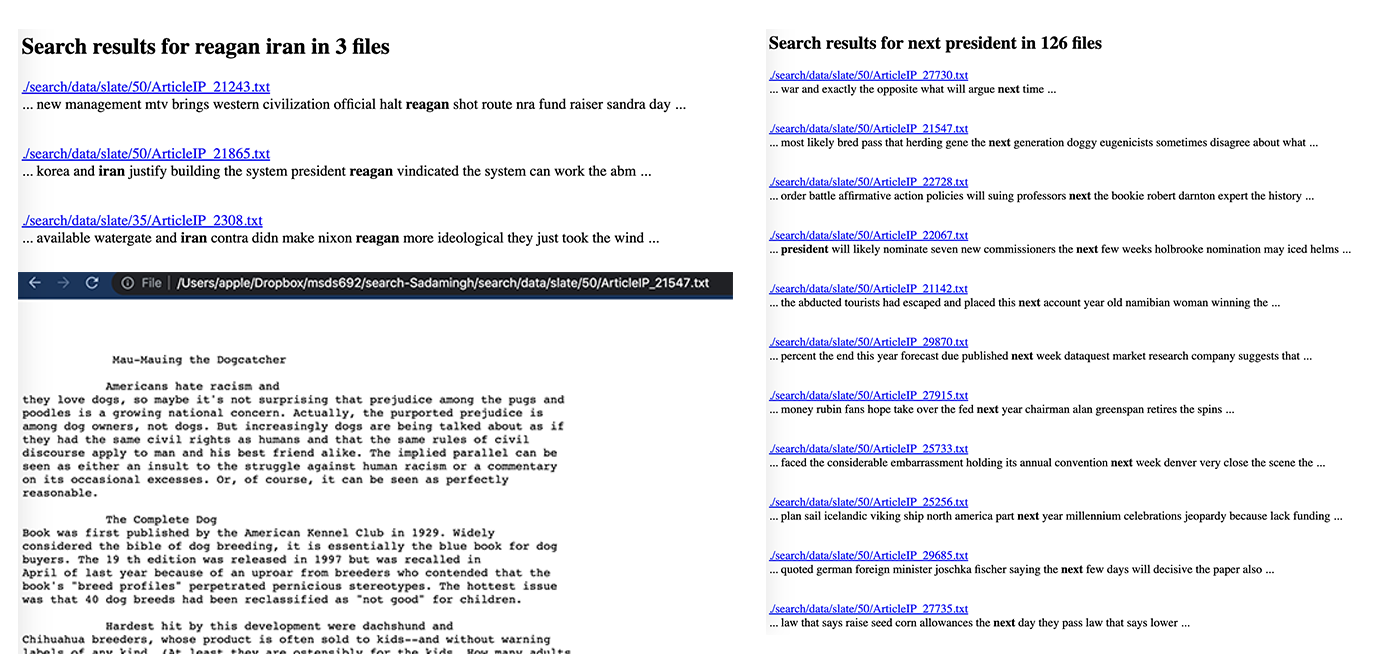 Search results for reagan iran in 3 files
./search/data/slate/50/ArticleIP_21243.txt
... new management mtv brings western civilization official halt reagan shot route nra fund raiser sandra day ...
./search/data/slate/50/ArticleIP_21865.txt
... korea and iran justify building the system president reagan vindicated the system can work the abm ...
./search/data/slate/35/ArticleIP_2308.txt
... available watergate and iran contra didn make nixon reagan more ideological they just took the wind ...
File | /Users/apple/Dropbox/msds692/search-Sadamingh/search/data/slate/50/ArticleIP_21547.txt
Mau-Mauing the Dogcatcher
Americans hate racism and
they love dogs, so maybe it's not surprising that prejudice among the pugs and
poodles is a growing national concern. Actually, the purported prejudice is
among dog owners, not dogs. But increasingly dogs are being talked about as if
they had the same civil rights as humans and that the same rules of civil
discourse apply to man and his best friend alike. The implied parallel can be
seen as either an insult to the struggle against human racism or a commentary
on its occasional excesses. Or, of course, it can be seen as perfectly
reasonable.
The Complete Dog
Book was first published by the American Kennel Club in 1929. Widely
considered the bible of dog breeding, it is essentially the blue book for dog
buyers. The 19 th edition was released in 1997 but was recalled in
April of last year because of an uproar from breeders who contended that the
book's "breed profiles" perpetrated pernicious stereotypes. The hottest issue
was that 40 dog breeds had been reclassified as "not good" for children.
Hardest hit by this development were dachshund and
Chihuahua breeders, whose product is often sold to kids--and without warning
labels of any kind. (At least they are ostensibly for the kids. How many adults
Search results for next president in 126 files
./search/data/slate/50/ArticleIP_27730.txt
... war and exactly the opposite what will argue next time ...
./search/data/slate/50/ArticleIP_21547.txt
... most likely bred pass that herding gene the next generation doggy eugenicists sometimes disagree about what ...
./search/data/slate/50/ArticleIP_22728.txt
... order battle affirmative action policies will suing professors next the bookie robert darnton expert the history ...
./search/data/slate/50/ArticleIP_22067.txt
... president will likely nominate seven new commissioners the next few weeks holbrooke nomination may iced helms ...
./search/data/slate/50/ArticleIP_21142.txt
... the abducted tourists had escaped and placed this next account year old namibian woman winning the ...
./search/data/slate/50/ArticleIP_29870.txt
... percent the end this year forecast due published next week dataquest market research company suggests that ...
./search/data/slate/50/ArticleIP_27915.txt
... money rubin fans hope take over the fed next year chairman alan greenspan retires the spins ...
./search/data/slate/50/ArticleIP_25733.txt
... faced the considerable embarrassment holding its annual convention next week denver very close the scene the ...
./search/data/slate/50/ArticleIP_25256.txt
... plan sail icelandic viking ship north america part next year millennium celebrations jeopardy because lack funding ...
./search/data/slate/50/ArticleIP_29685.txt
... quoted german foreign minister joschka fischer saying the next few days will decisive the paper also ...
./search/data/slate/50/ArticleIP_27735.txt
... law that says raise seed corn allowances the next day they pass law that says lower ...